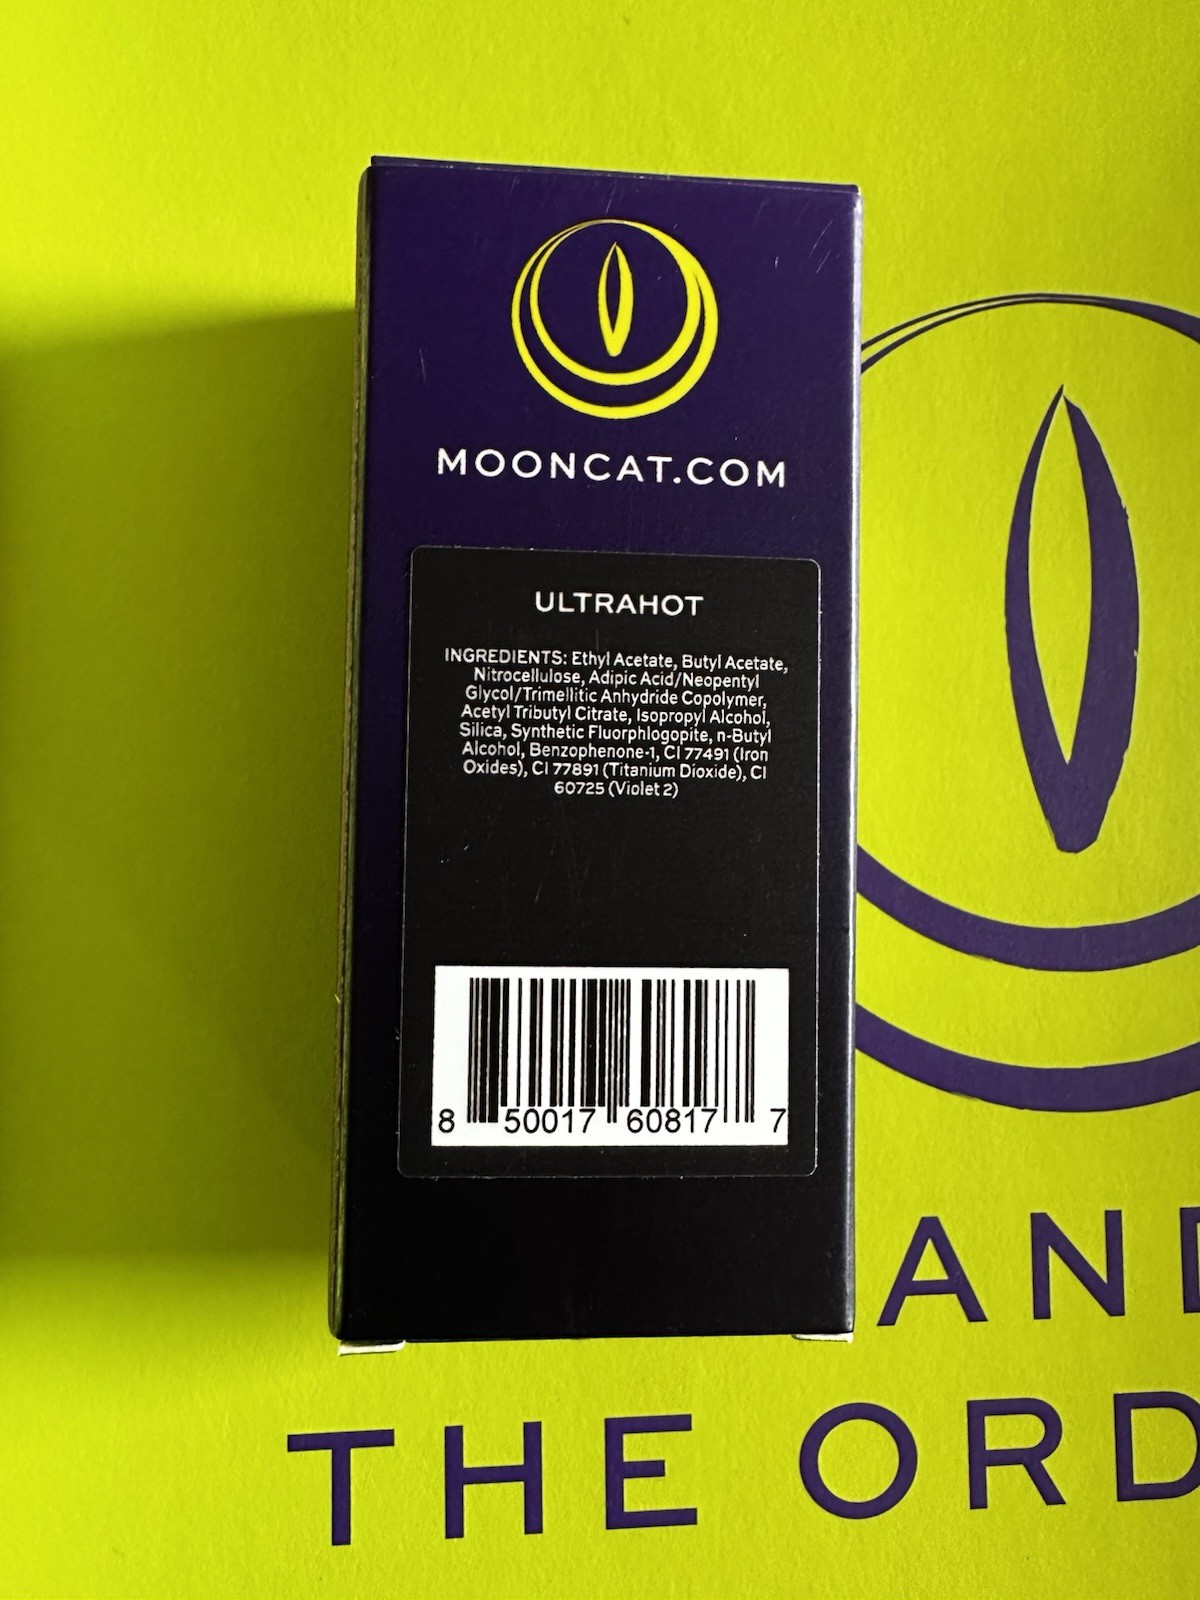 MOONCAT.COM
ULTRAHOT
INGREDIENTS: Ethyl Acetate, Butyl Acetate,
Nitrocellulose, Adipic Acid/Neopentyl
Glycol/Trimellitic Anhydride Copolymer,
Acetyl Tributyl Citrate, Isopropyl Alcohol,
Silica, Synthetic Fluorphlogopite, n-Butyl
Alcohol, Benzophenone-1, CI 77491 (Iron
Oxides), CI 77891 (Titanium Dioxide), CI
60725 (Violet 2)
8 50017 60817 7
AND
THE ORD